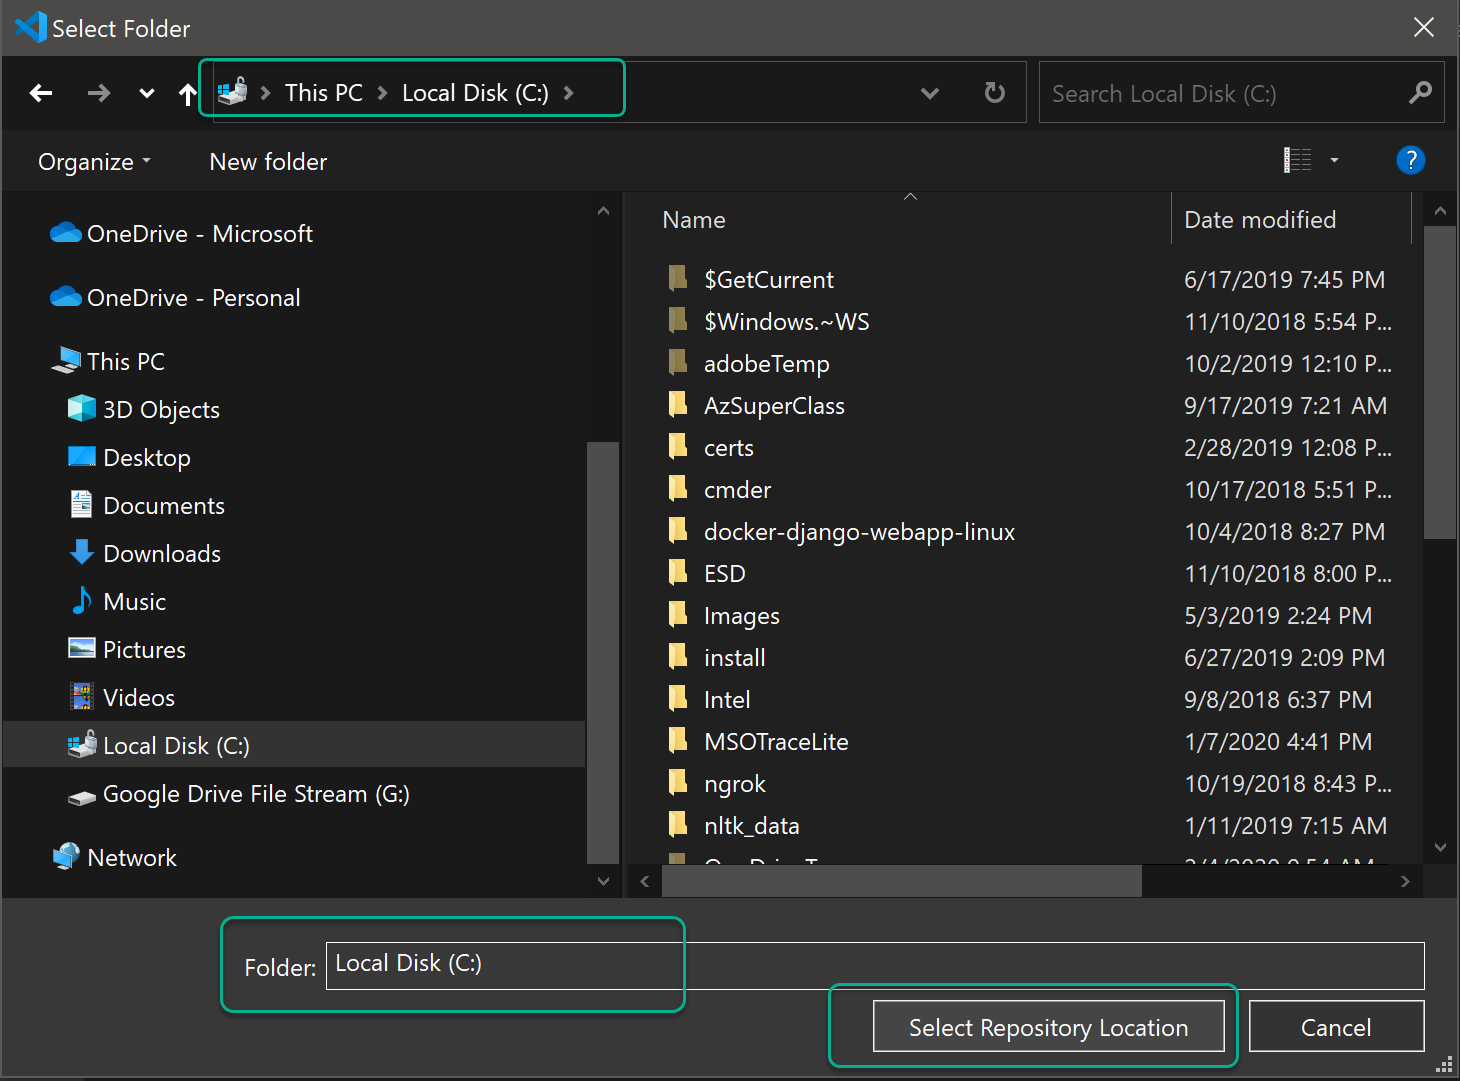 Select Folder
This PC > Local Disk (C:) >
Search Local Disk (C:)
Organize
New folder
?
OneDrive - Microsoft
OneDrive - Personal
This PC
3D Objects
Desktop
Documents
Downloads
Music
Pictures
Videos
Local Disk (C:)
Google Drive File Stream (G:)
Network
Name Date modified
$GetCurrent 6/17/2019 7:45 PM
$Windows.~WS 11/10/2018 5:54 P...
adobeTemp 10/2/2019 12:10 P...
AzSuperClass 9/17/2019 7:21 AM
certs 2/28/2019 12:08 P...
cmder 10/17/2018 5:51 P...
docker-django-webapp-linux 10/4/2018 8:27 PM
ESD 11/10/2018 8:00 P...
Images 5/3/2019 2:24 PM
install 6/27/2019 2:09 PM
Intel 9/8/2018 6:37 PM
MSOTraceLite 1/7/2020 4:41 PM
ngrok 10/19/2018 8:43 P...
nltk_data 1/11/2019 7:15 AM
Folder: Local Disk (C:)
Select Repository Location
Cancel